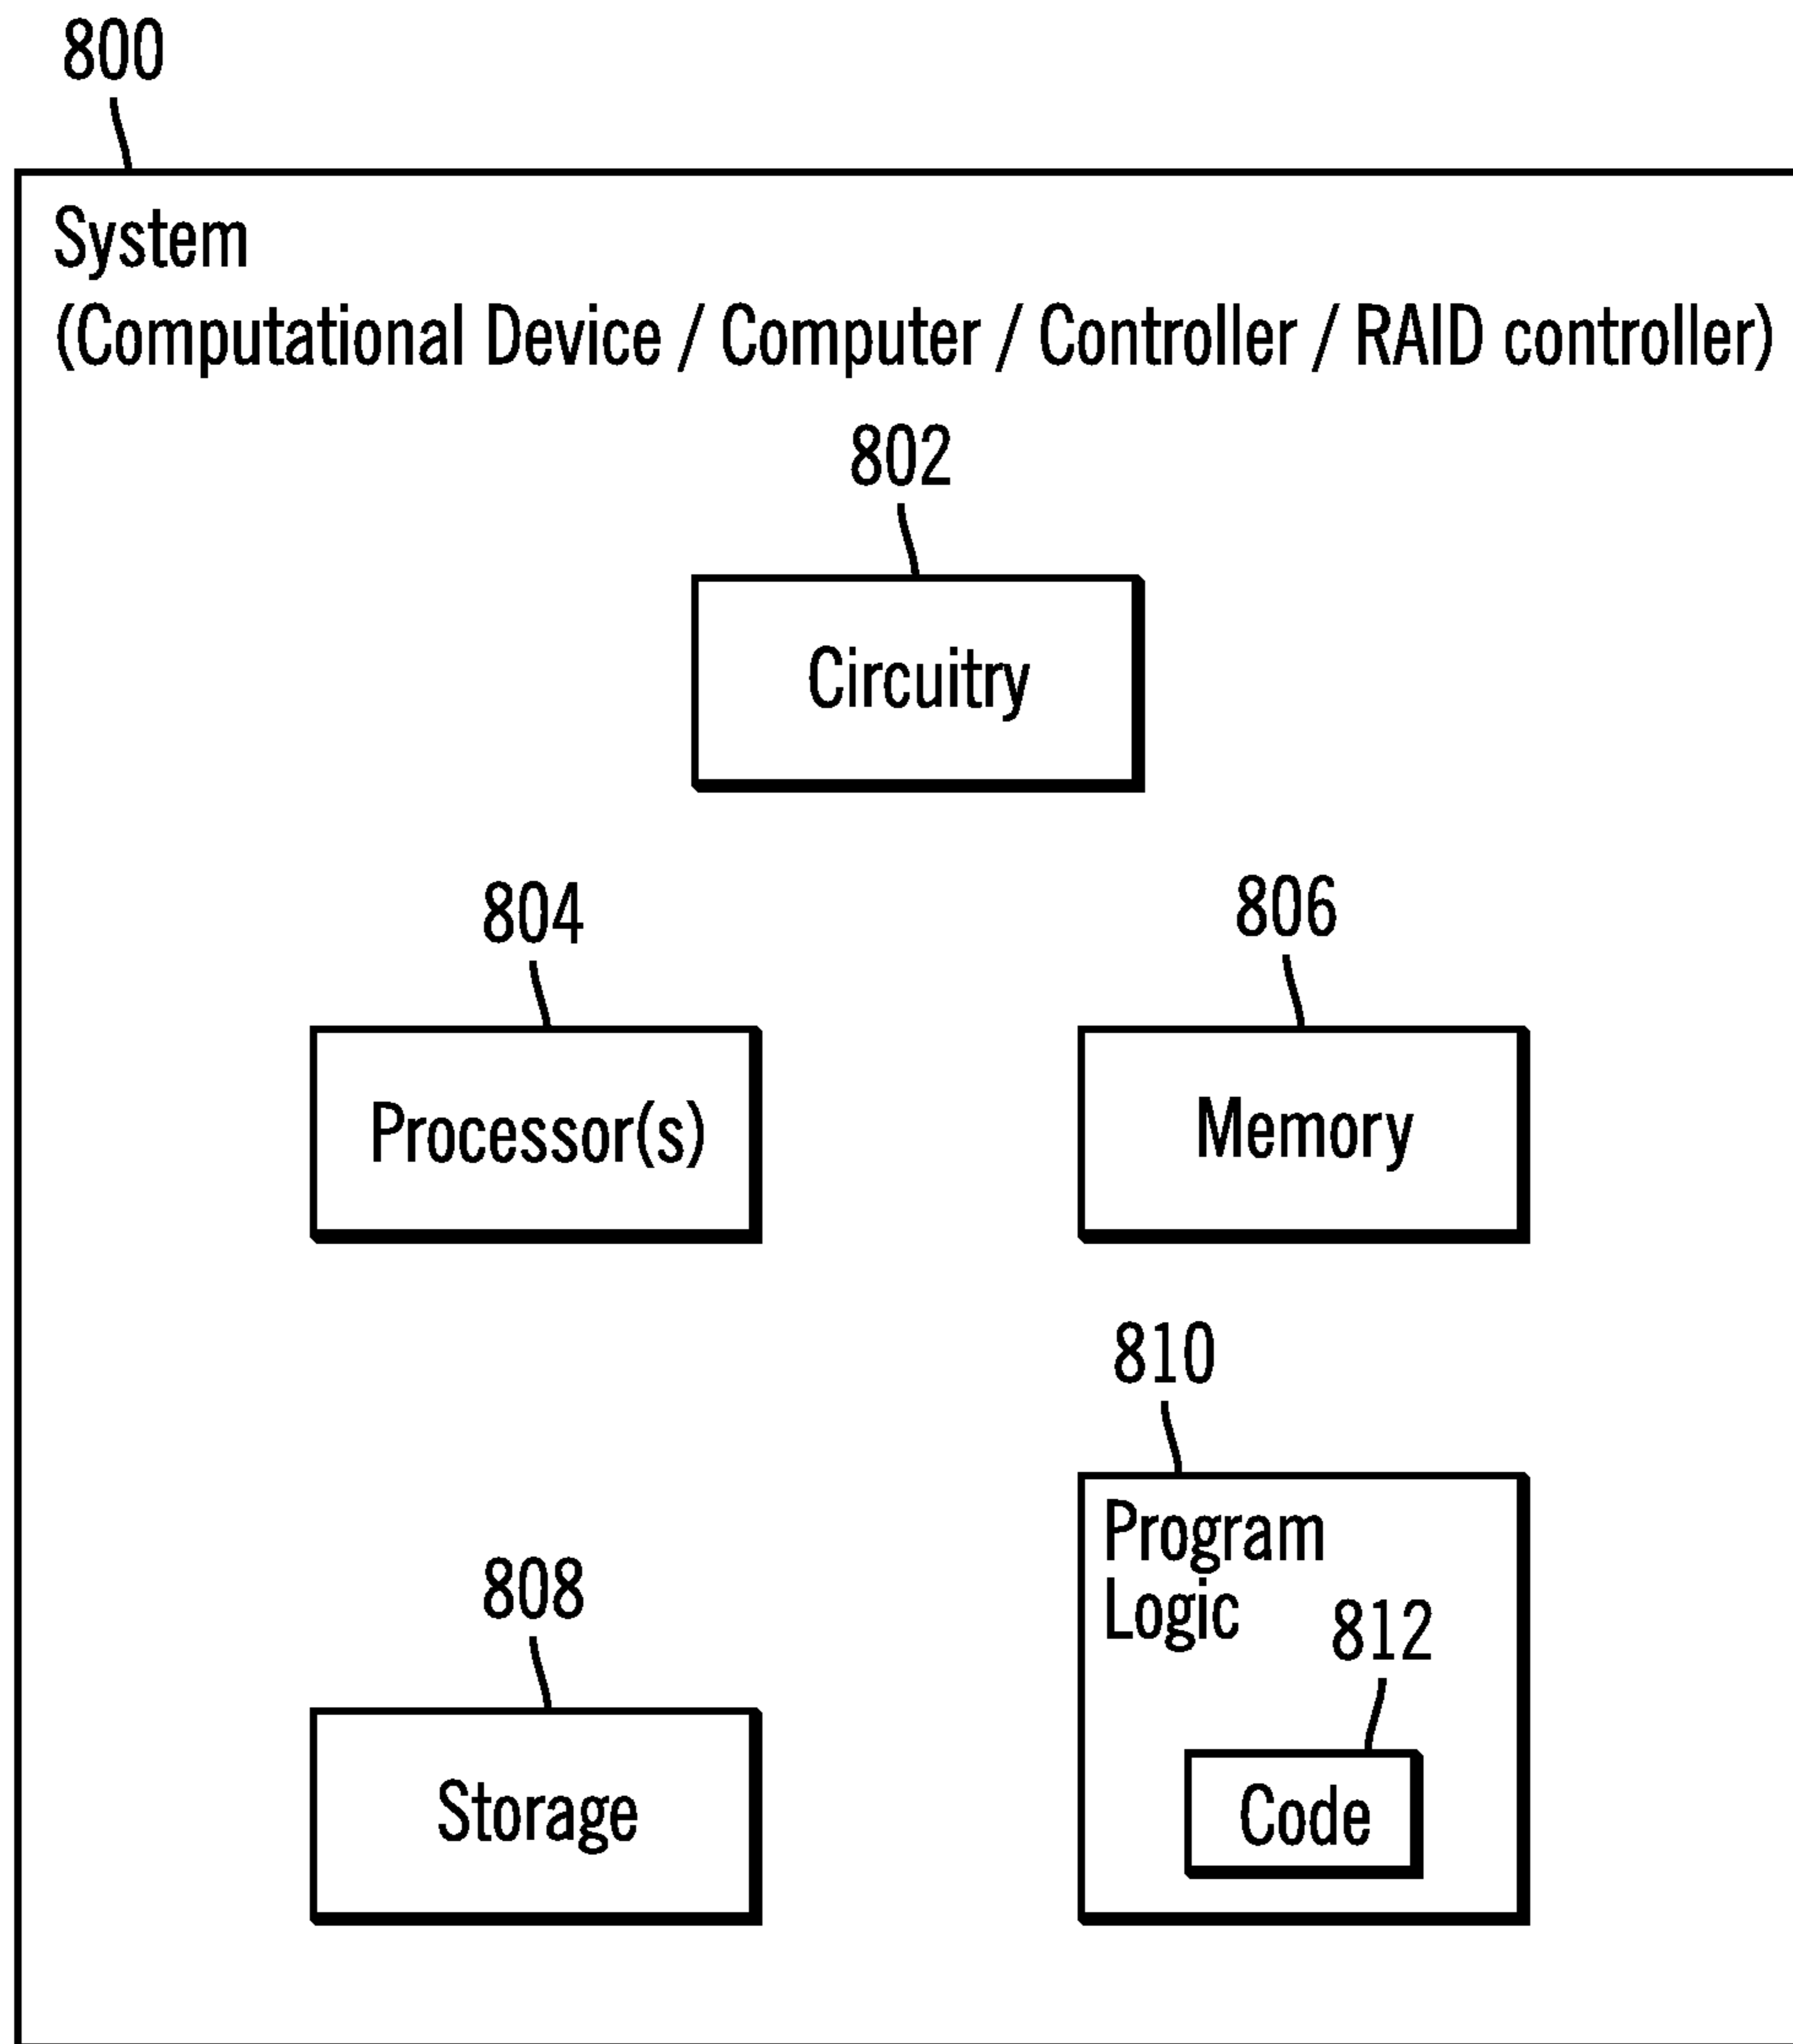 800
System
(Computational Device / Computer / Controller / RAID controller)
802
Circuitry
804
806
Processor(s)
Memory
810
Program
Logic
808
812
Storage
Code